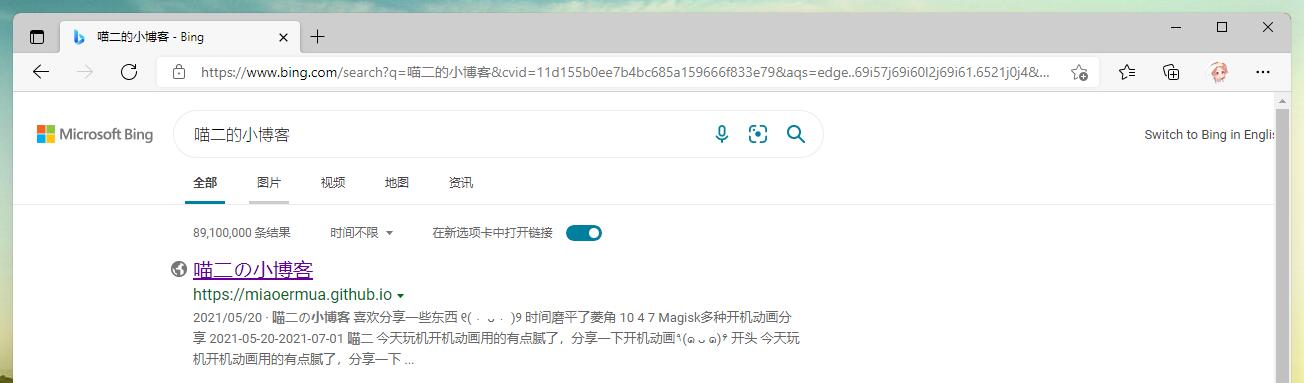 喵二的小博客 - Bing
https://www.bing.com/search?q=喵二的小博客&cvid=11d155b0ee7b4bc685a159666f833e79&aqs=edge..69i57j69i60l2j69i61.6521j0j4&...
Microsoft Bing
喵二的小博客
Switch to Bing in Englis
全部 图片 视频 地图 资讯
89,100,000 条结果 时间不限 在新选项卡中打开链接
喵二の小博客
https://miaoermua.github.io
2021/05/20 · 喵二の小博客 喜欢分享一些东西 ୧(﹒︠ᴗ﹒︡)୨ 时间磨平了菱角 10 4 7 Magisk多种开机动画分
享 2021-05-20-2021-07-01 喵二 今天玩机开机动画用的有点腻了，分享一下开机动画٩(๑ᴗ๑)۶ 开头 今天玩
机开机动画用的有点腻了，分享一下 ...